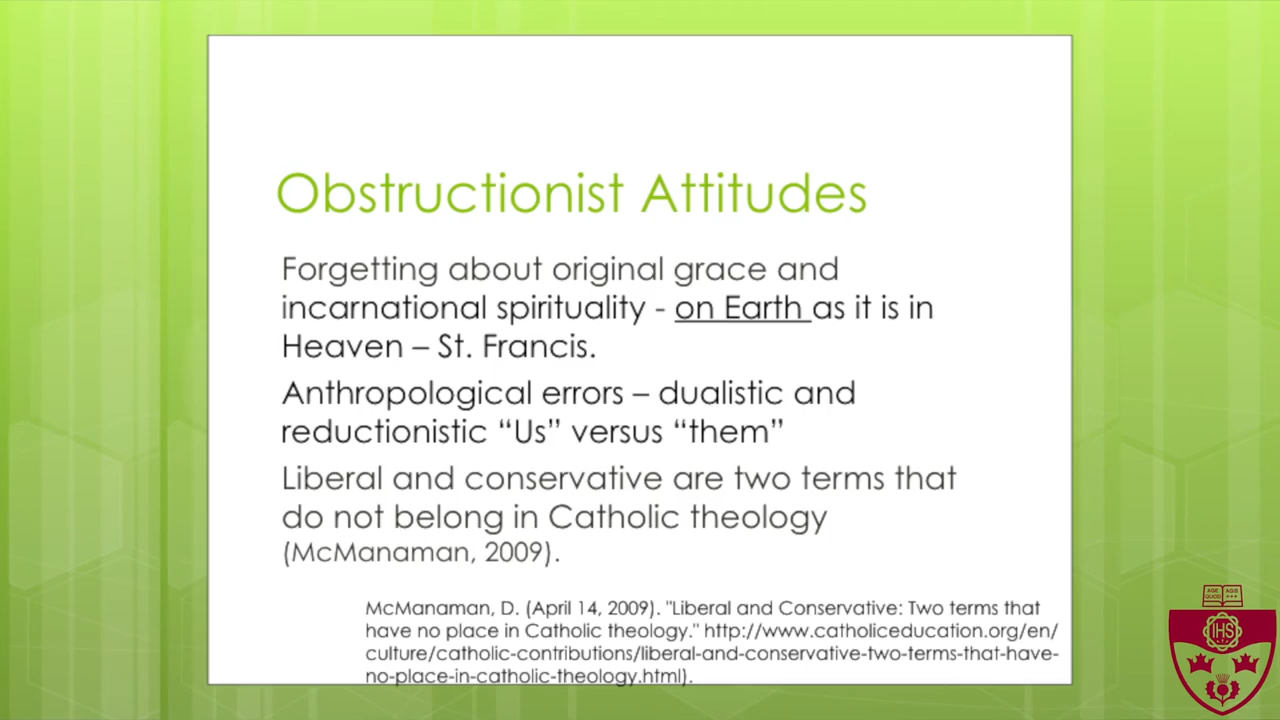 Obstructionist Attitudes
Forgetting about original grace and
incarnational spirituality - on Earth as it is in
Heaven – St. Francis.
Anthropological errors – dualistic and
reductionistic “Us” versus “them”
Liberal and conservative are two terms that
do not belong in Catholic theology
(McManaman, 2009).
McManaman, D. (April 14, 2009). "Liberal and Conservative: Two terms that
have no place in Catholic theology." http://www.catholiceducation.org/en/
culture/catholic-contributions/liberal-and-conservative-two-terms-that-have-
no-place-in-catholic-theology.html).
AGE AGIS
QUOD
IHS